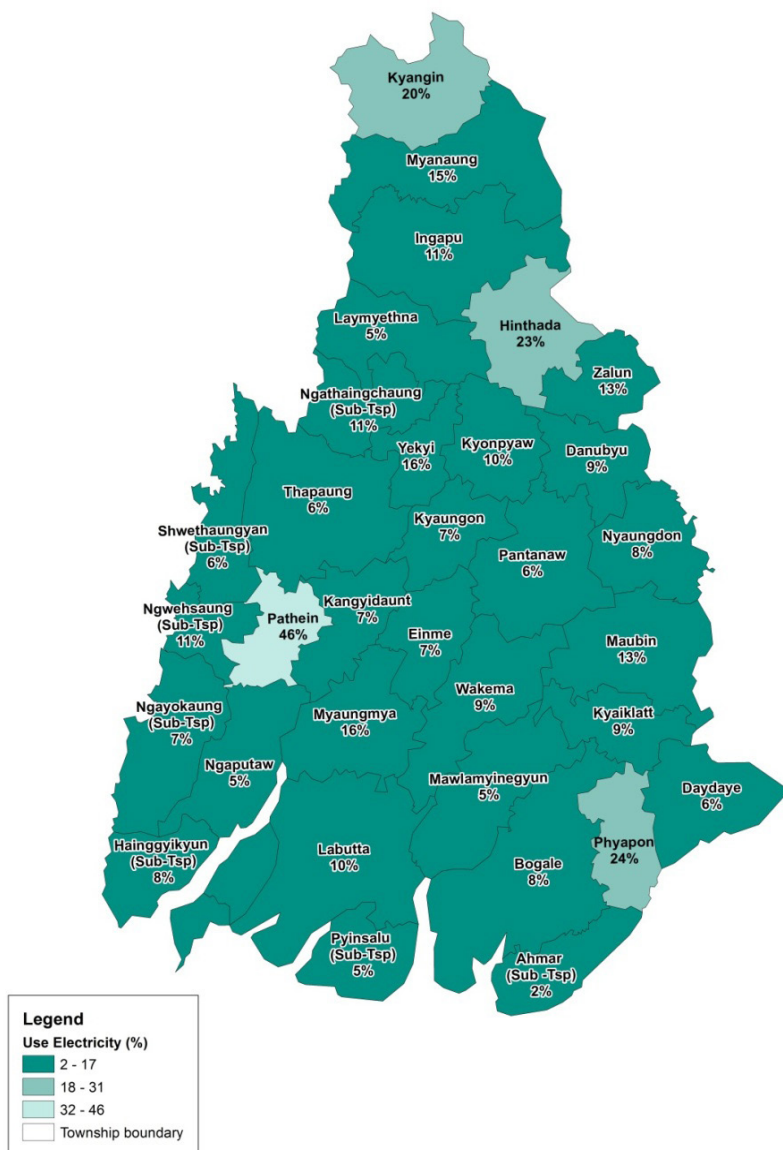 Kyangin
20%
Myanaung
15%
Ingapu
11%
Laymyethna
5%
Hinthada
23%
Zalun
13%
Ngathaingchaung
(Sub-Tsp)
11%
Yekyi
16%
Kyonpyaw
10%
Danubyu
9%
Thapaung
6%
Kyaungon
7%
Pantanaw
6%
Nyaungdon
8%
Shwethaungyan
(Sub-Tsp)
6%
Ngwehsaung
(Sub-Tsp)
11%
Pathein
46%
Kangyidaunt
7%
Einme
7%
Maubin
13%
Wakema
9%
Kyaiklatt
9%
Ngayokaung
(Sub-Tsp)
7%
Myaungmya
16%
Ngaputaw
5%
Mawlamyinegyun
5%
Daydaye
6%
Hainggyikyun
(Sub-Tsp)
8%
Labutta
10%
Bogale
8%
Phyapon
24%
Pyinsalu
(Sub-Tsp)
5%
Ahmar
(Sub -Tsp)
2%
Legend
Use Electricity (%)
2 - 17
18 - 31
32 - 46
Township boundary